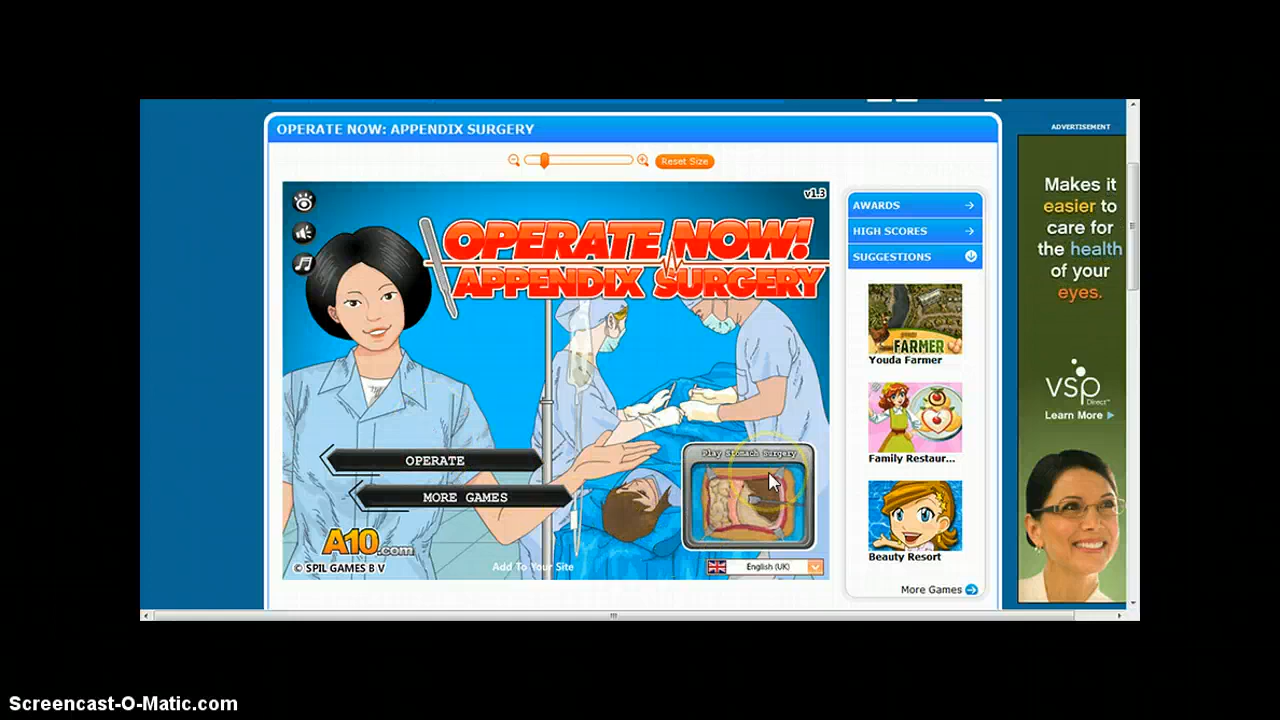 OPERATE NOW: APPENDIX SURGERY
Reset Size
v1.3
OPERATE NOW!
APPENDIX SURGERY
OPERATE
MORE GAMES
Play Stomach Surgery
A10.com
© SPIL GAMES B V
Add To Your Site
English (UK)
AWARDS
HIGH SCORES
SUGGESTIONS
FARMER
Youda Farmer
Family Restaur...
Beauty Resort
More Games
ADVERTISEMENT
Makes it
easier to
care for
the health
of your
eyes.
vsp
Direct™
Learn More
Screencast-O-Matic.com